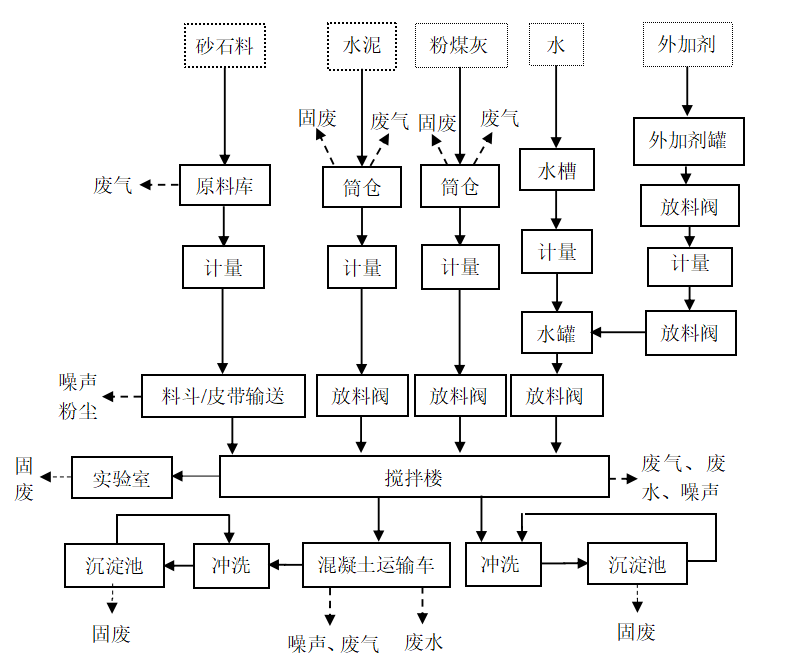 砂石料
水泥
粉煤灰
水
外加剂
固废
废气
固废
废气
外加剂罐
废气
原料库
筒仓
筒仓
水槽
放料阀
计量
计量
计量
计量
计量
水罐
放料阀
噪声
粉尘
料斗/皮带输送
放料阀
放料阀
放料阀
固
废
实验室
搅拌楼
废气、废
水、噪声
沉淀池
冲洗
混凝土运输车
冲洗
沉淀池
固废
噪声、废气
废水
固废